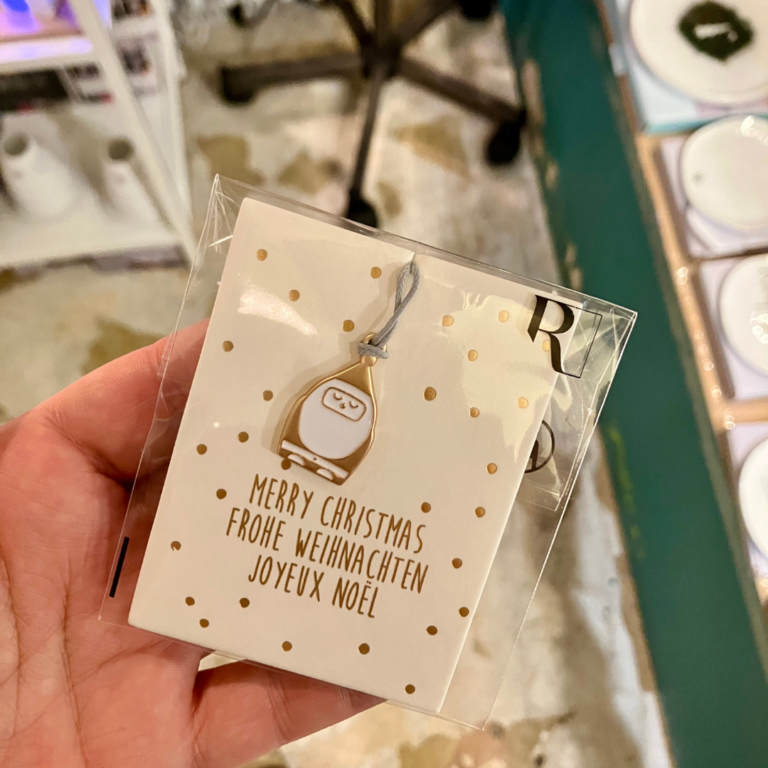 R
MERRY CHRISTMAS
FROHE WEIHNACHTEN
JOYEUX NOËL